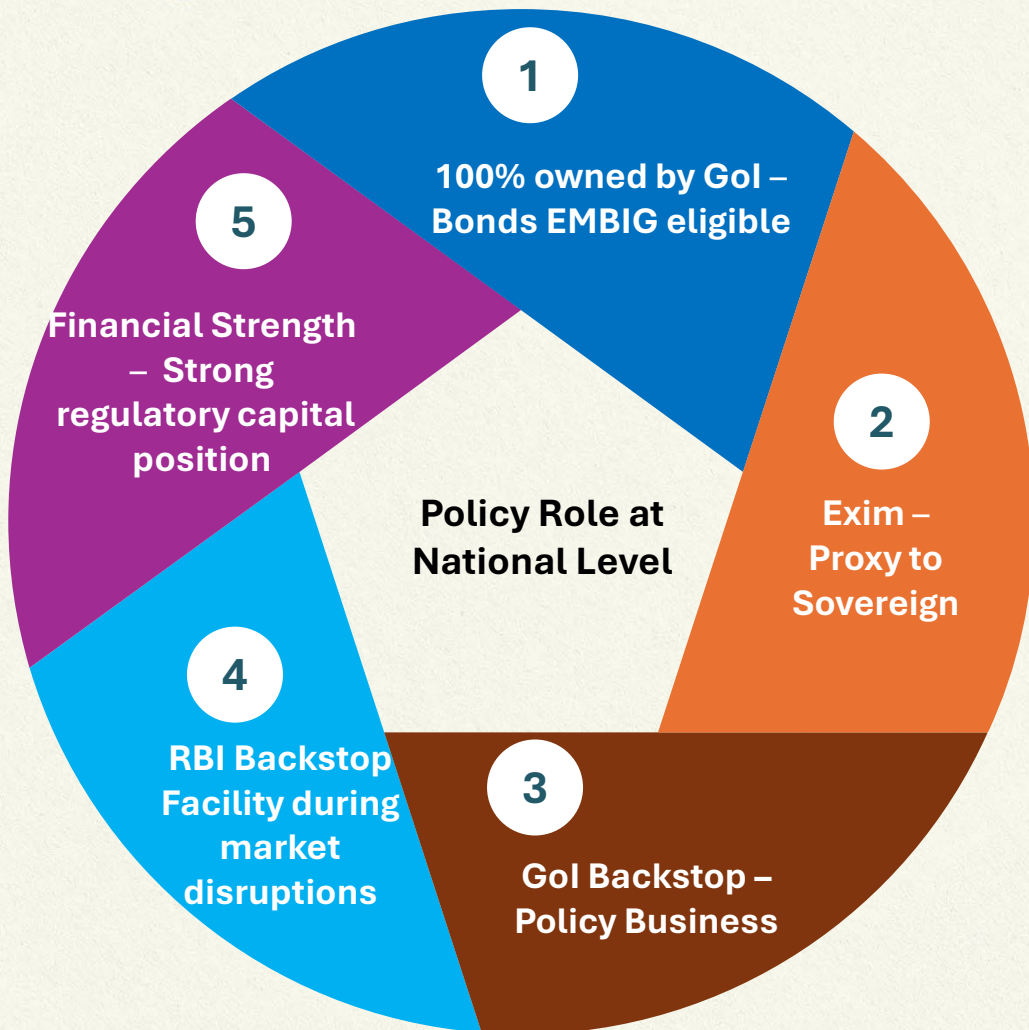 1
100% owned by GoI –
Bonds EMBIG eligible
2
Exim –
Proxy to
Sovereign
3
GoI Backstop –
Policy Business
4
RBI Backstop
Facility during
market
disruptions
5
Financial Strength
– Strong
regulatory capital
position
Policy Role at
National Level